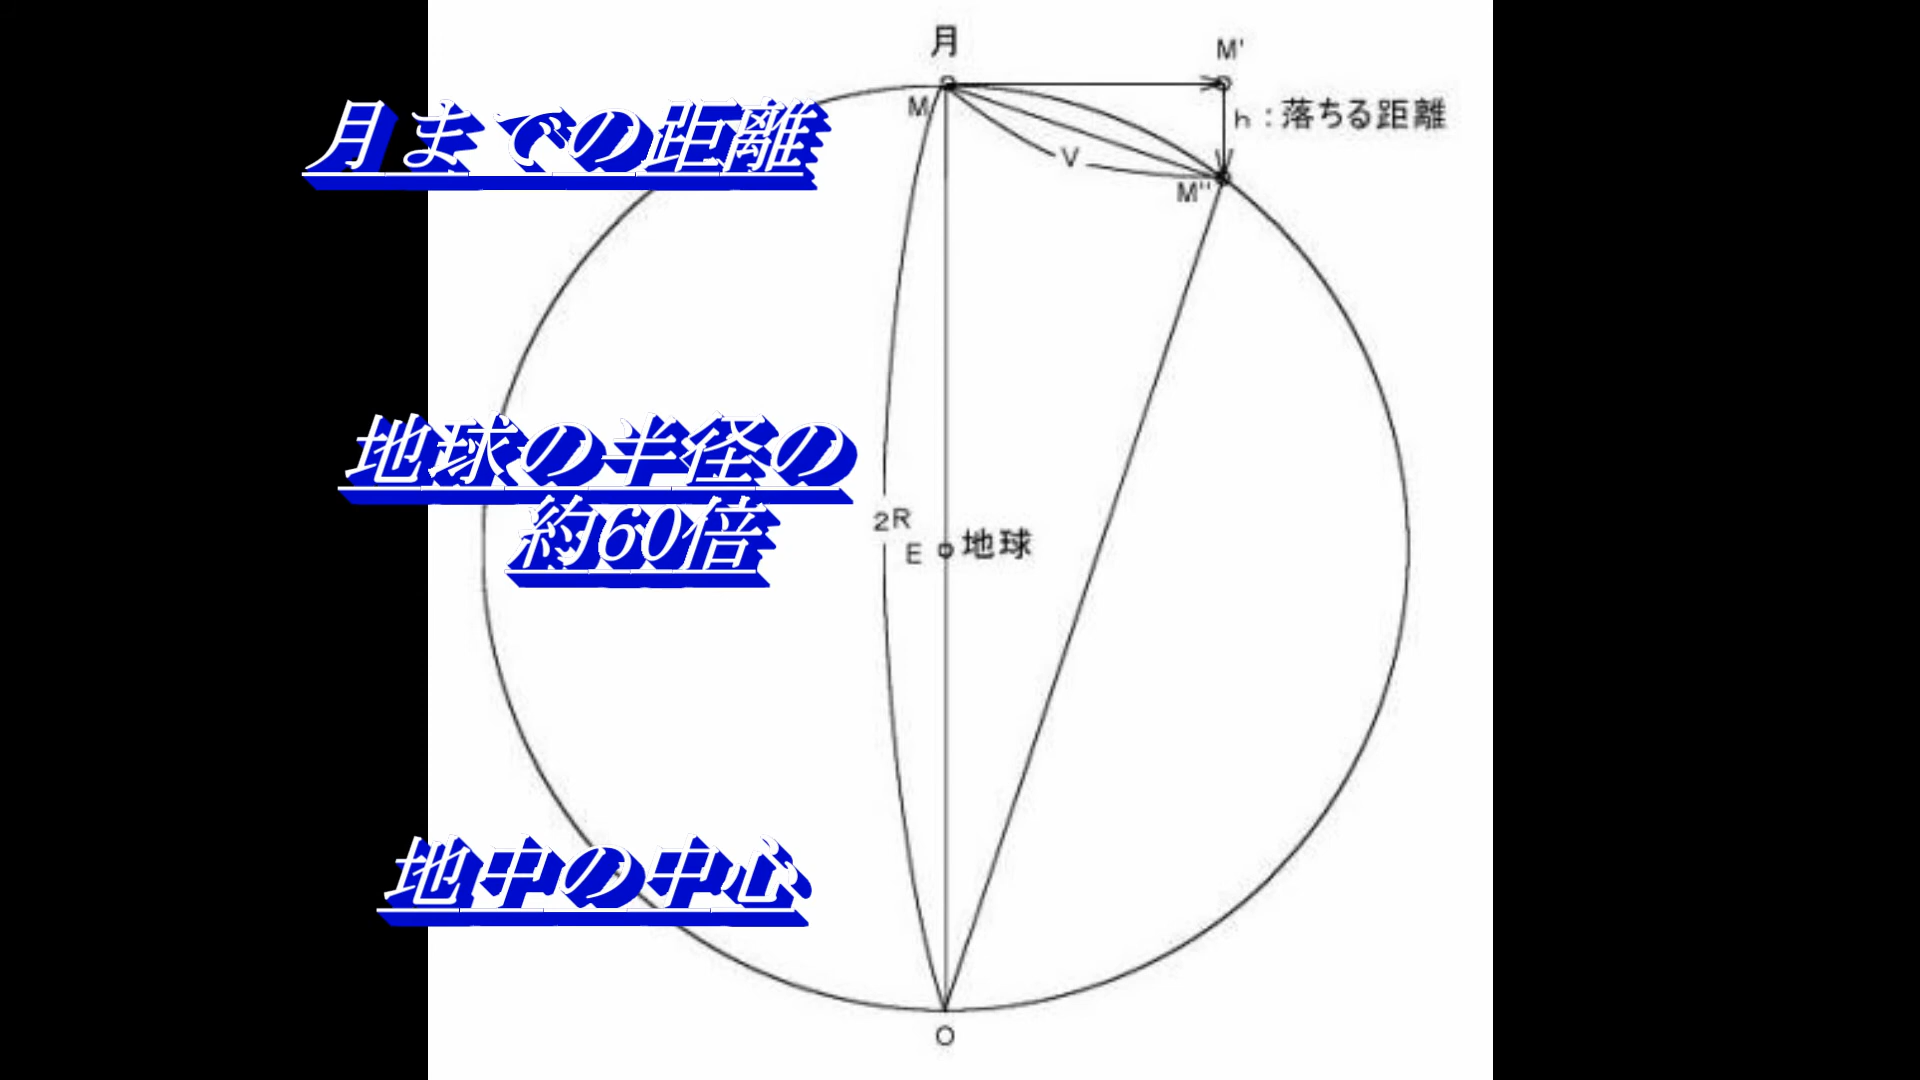 月
M'
M
h:落ちる距離
月までの距離
V
M"
地球の半径の
約60倍
2R
E
地球
地中の中心
O